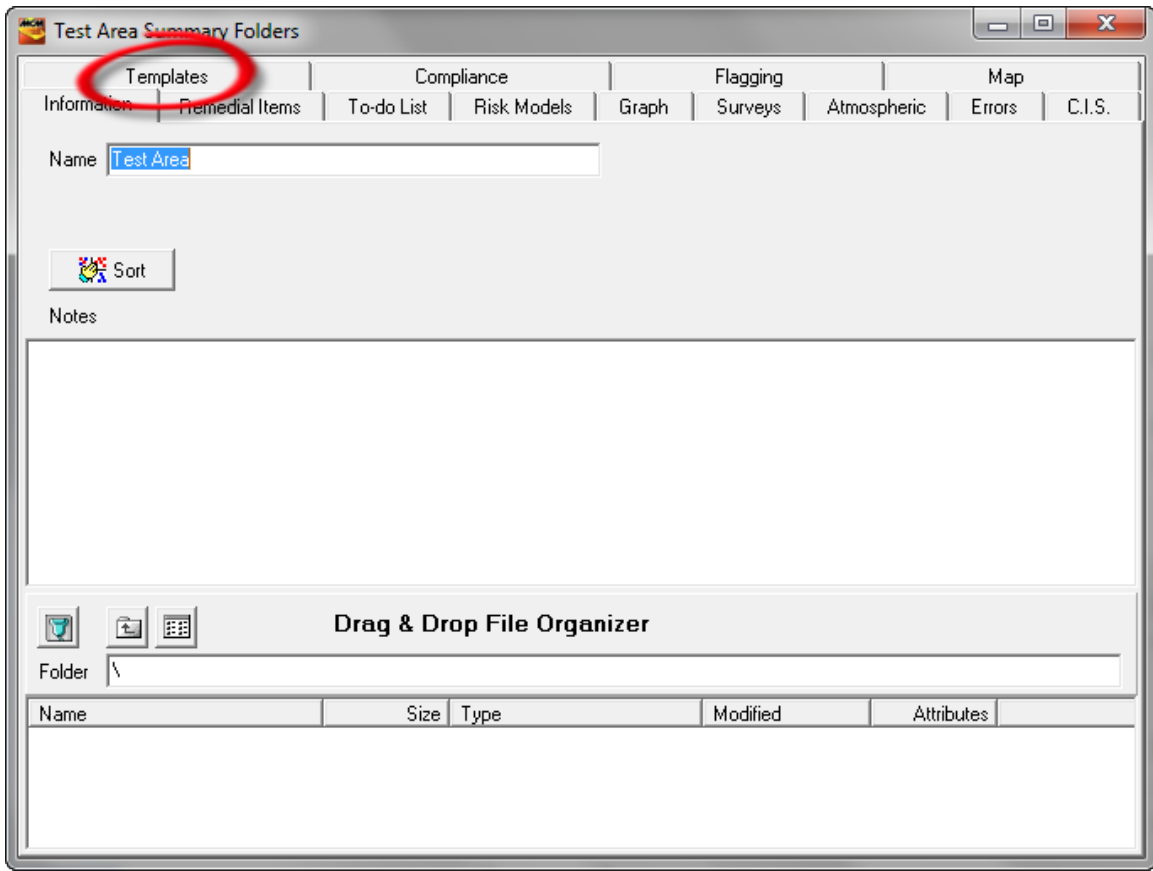 Test Area Summary Folders
Templates Compliance Flagging Map
Information Remedial Items To-do List Risk Models Graph Surveys Atmospheric Errors C.I.S.
Name Test Area
Sort
Notes
Drag & Drop File Organizer
Folder \
Name Size Type Modified Attributes